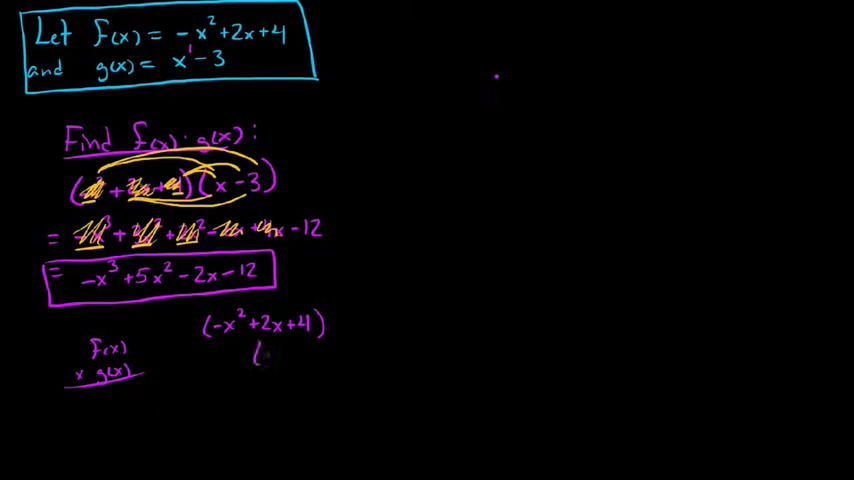 Let f(x) = -x² + 2x + 4
and g(x) = x¹ - 3
Find f(x) · g(x) :
( + )(x - 3)
= + + - + - 12
= -x³ + 5x² - 2x - 12
(-x² + 2x + 4)
f(x)
(
x g(x)